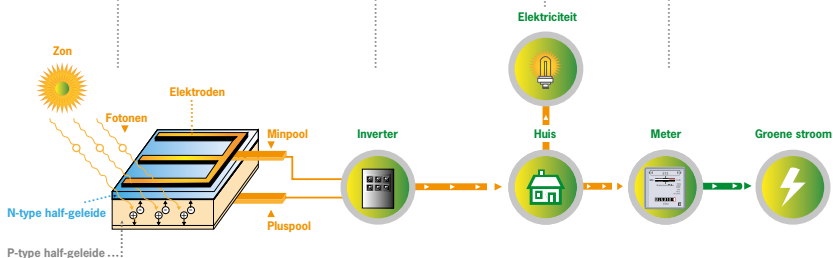 Elektriciteit
Zon
Elektroden
Fotonen
Minpool
Inverter
Huis
Meter
Groene stroom
N-type half-geleide
Pluspool
P-type half-geleide